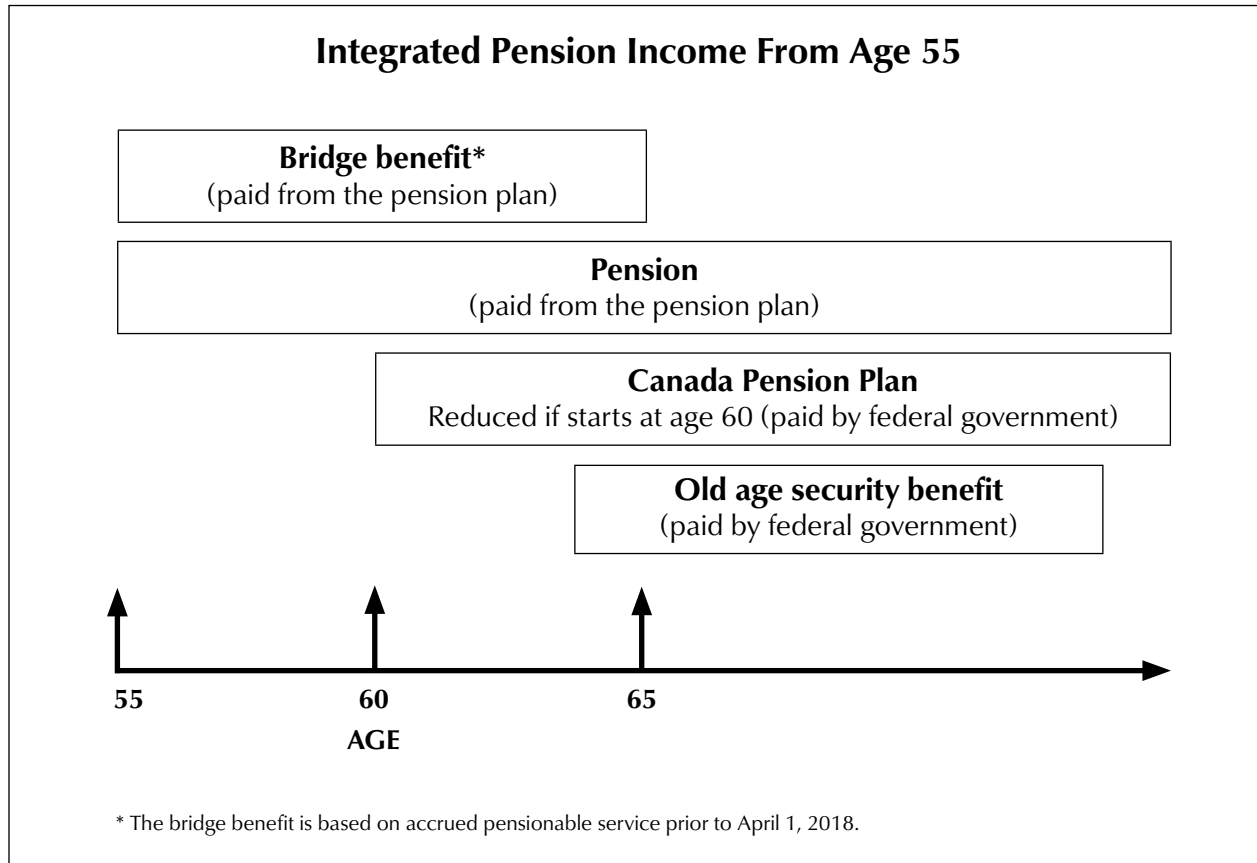 Integrated Pension Income From Age 55
Bridge benefit*
(paid from the pension plan)
Pension
(paid from the pension plan)
Canada Pension Plan
Reduced if starts at age 60 (paid by federal government)
Old age security benefit
(paid by federal government)
55
60
65
AGE
* The bridge benefit is based on accrued pensionable service prior to April 1, 2018.